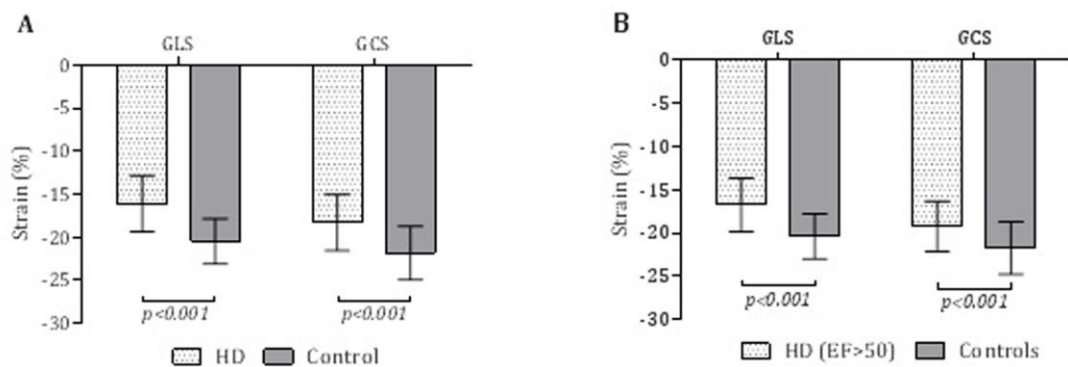 A
GLS GCS
0
-5
-10
-15
-20
-25
-30
Strain (%)
p<0.001 p<0.001
HD Control
B
GLS GCS
0
-5
-10
-15
-20
-25
-30
Strain (%)
p<0.001 p<0.001
HD (EF>50) Controls